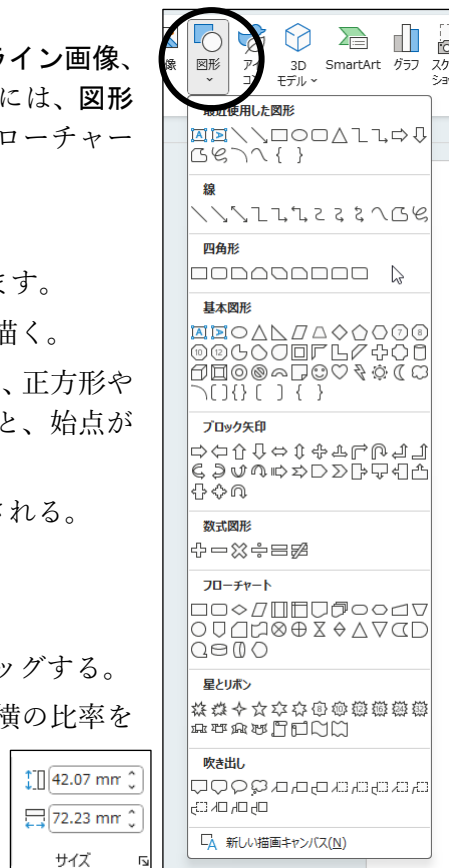 ライン画像、
には、図形
ローチャー
ます。
描く。
、正方形や
と、始点が
される。
ッグする。
横の比率を
像
図形
アイ
コン
3D
モデル
SmartArt
グラフ
スク
ショ
最近使用した図形
線
四角形
基本図形
ブロック矢印
数式図形
フローチャート
星とリボン
吹き出し
新しい描画キャンバス(N)
42.07 mm
72.23 mm
サイズ